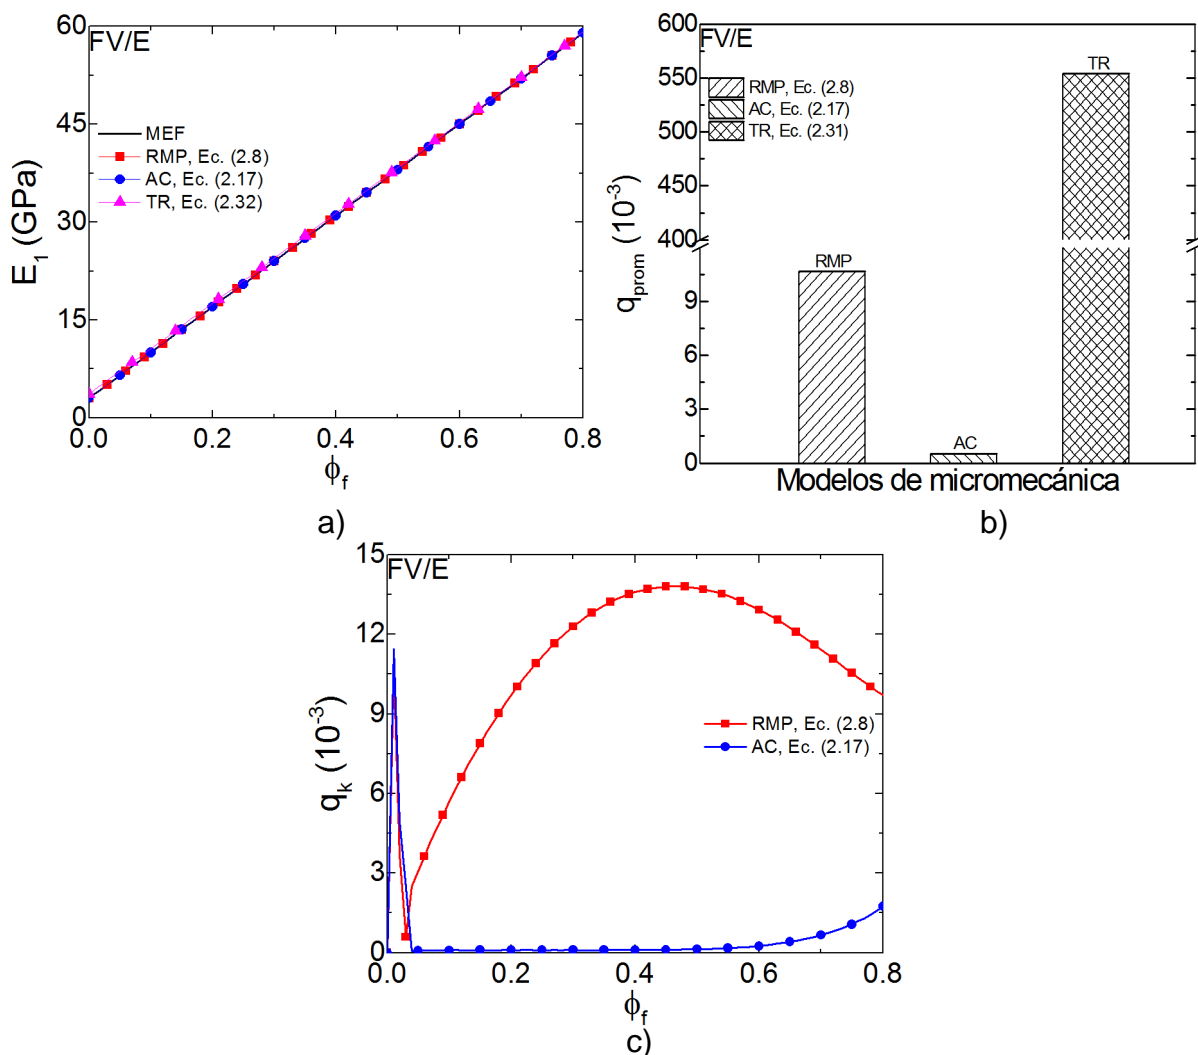 FV/E
E₁ (GPa)
60
45
30
15
0
MEF
RMP, Ec. (2.8)
AC, Ec. (2.17)
TR, Ec. (2.32)
0.0 0.2 0.4 0.6 0.8
ϕf
a)
FV/E
q_prom (10⁻³)
600
550
500
450
400
9
6
3
0
RMP, Ec. (2.8)
AC, Ec. (2.17)
TR, Ec. (2.31)
RMP
AC
TR
Modelos de micromecánica
b)
FV/E
q_k (10⁻³)
15
12
9
6
3
0
RMP, Ec. (2.8)
AC, Ec. (2.17)
0.0 0.2 0.4 0.6 0.8
ϕf
c)